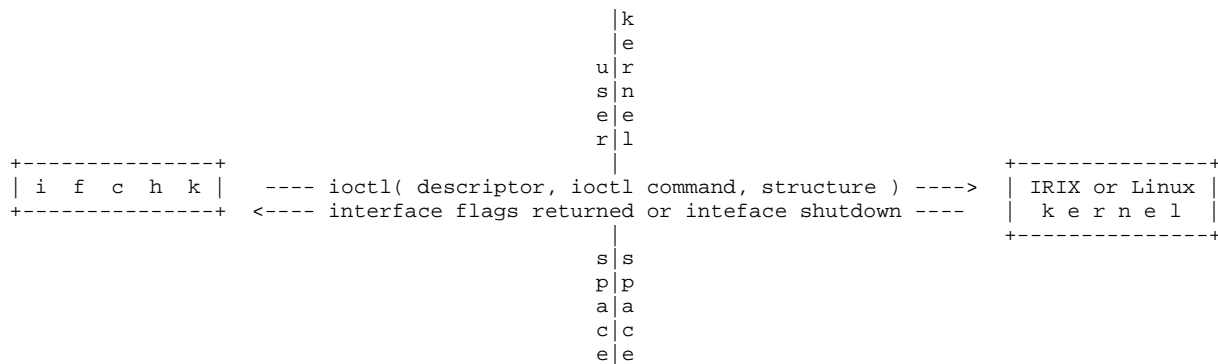 |k
|e
u|r
s|n
e|e
r|l
+---------------+ | +---------------+
| i f c h k | ---- ioctl( descriptor, ioctl command, structure ) ----> | IRIX or Linux |
+---------------+ <---- interface flags returned or inteface shutdown ---- | k e r n e l |
| +---------------+
s|s
p|p
a|a
c|c
e|e